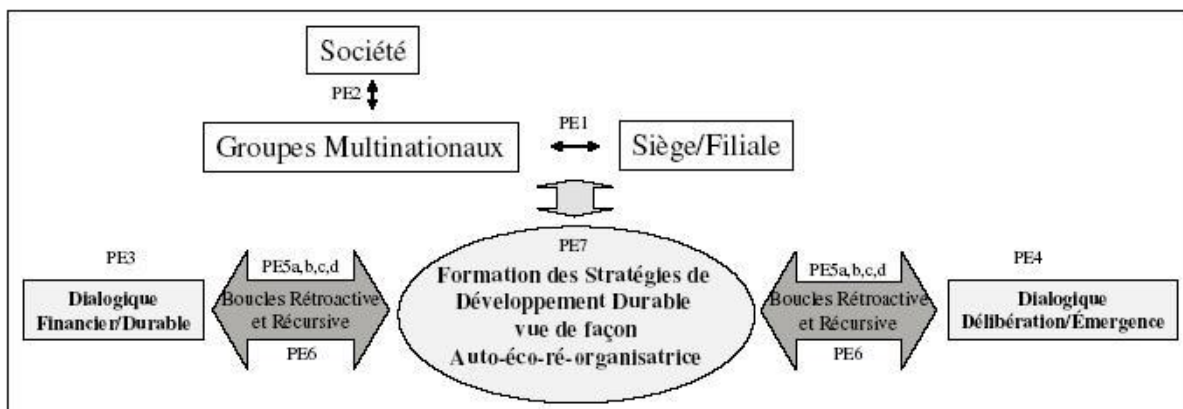 Société
PE2
PE1
Groupes Multinationaux
Siège/Filiale
PE7
PE3
PE5a,b,c,d
Formation des Stratégies de
PE5a,b,c,d
PE4
Dialogique
Financier/Durable
Boucles Rétroactive
et Récursive
Développement Durable
vue de façon
Auto-éco-ré-organisatrice
Boucles Rétroactive
et Récursive
Dialogique
Délibération/Émergence
PE6
PE6